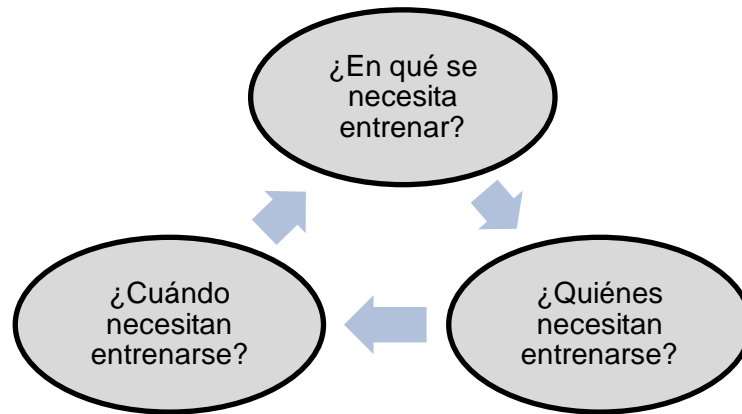 ¿En qué se
necesita
entrenar?
¿Cuándo
necesitan
entrenarse?
¿Quiénes
necesitan
entrenarse?